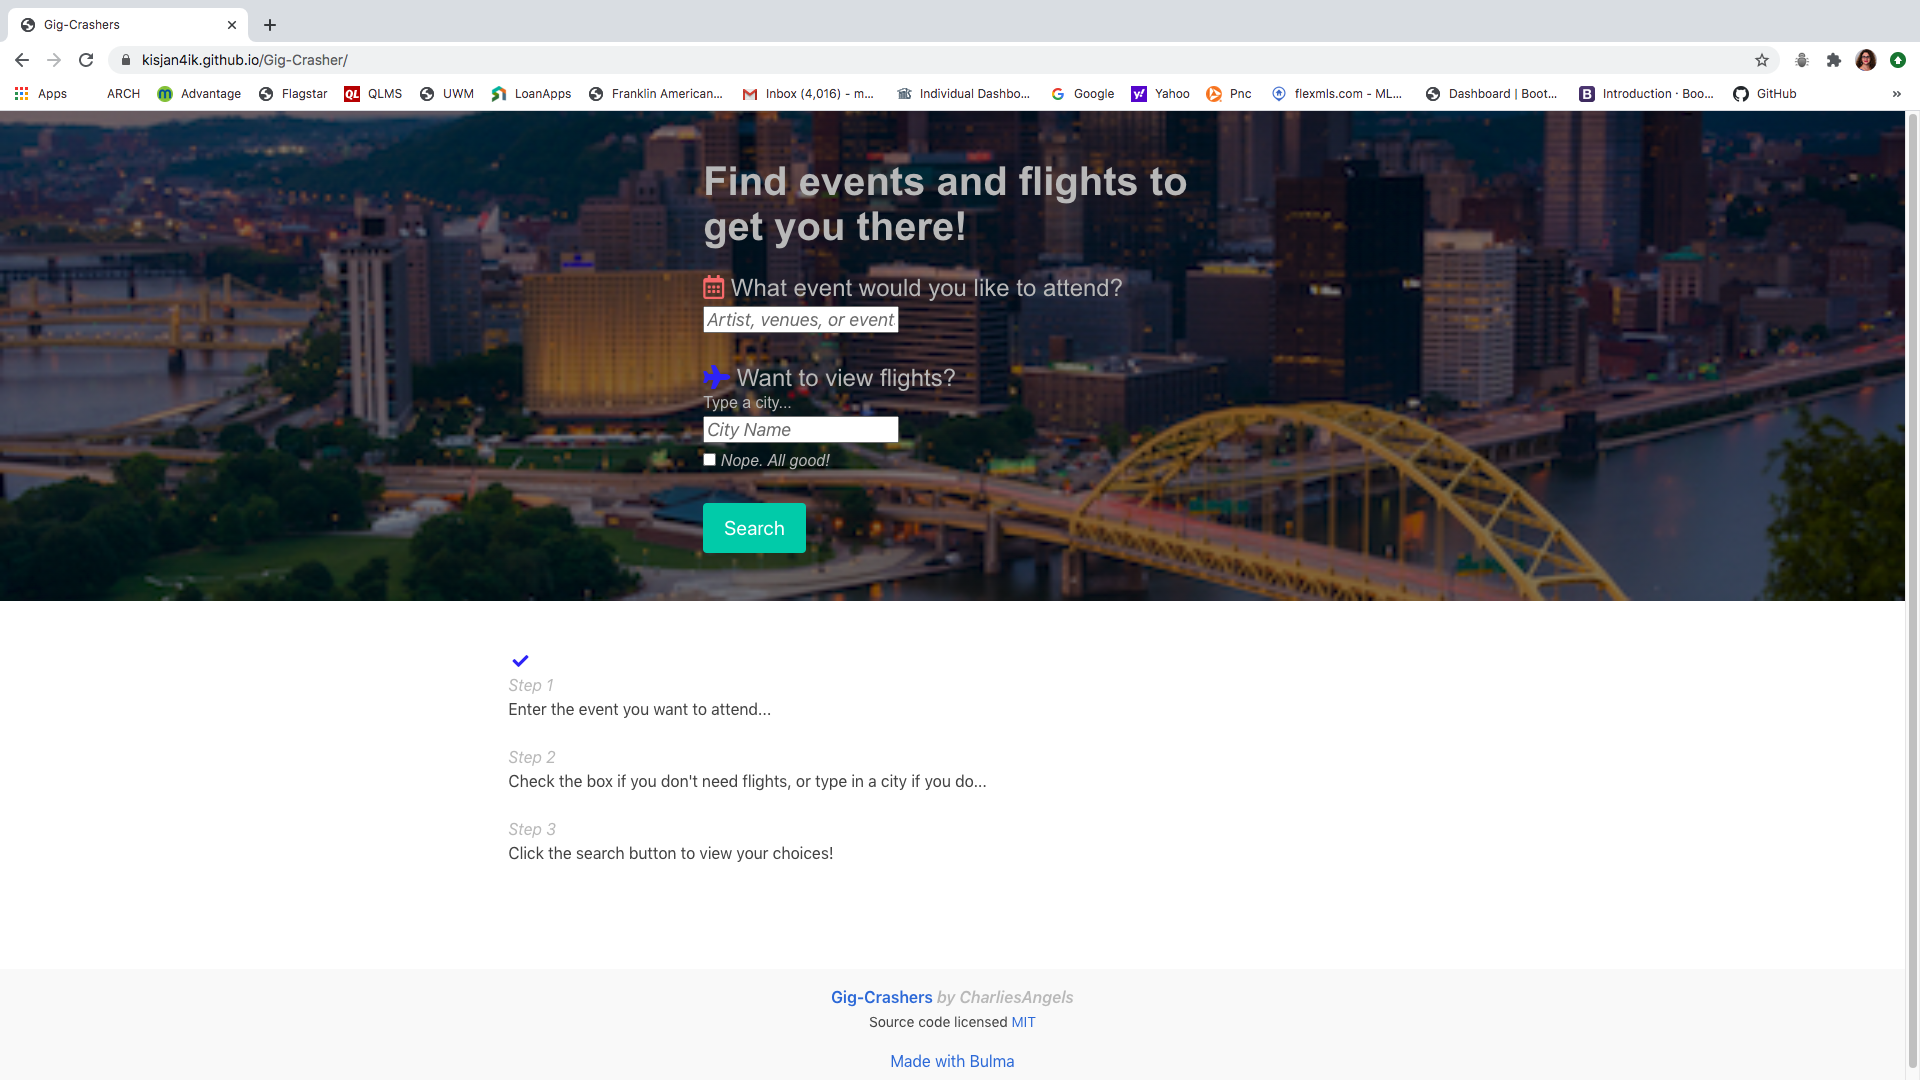 Gig-Crashers
kisjan4ik.github.io/Gig-Crasher/
Apps ARCH Advantage Flagstar QL QLMS UWM LoanApps Franklin American... Inbox (4,016) - m... Individual Dashbo... Google y! Yahoo Pnc flexmls.com - ML... Dashboard | Boot... B Introduction · Boo... GitHub »
Find events and flights to
get you there!
What event would you like to attend?
Artist, venues, or event
Want to view flights?
Type a city...
City Name
Nope. All good!
Search
Step 1
Enter the event you want to attend...
Step 2
Check the box if you don't need flights, or type in a city if you do...
Step 3
Click the search button to view your choices!
Gig-Crashers by CharliesAngels
Source code licensed MIT
Made with Bulma